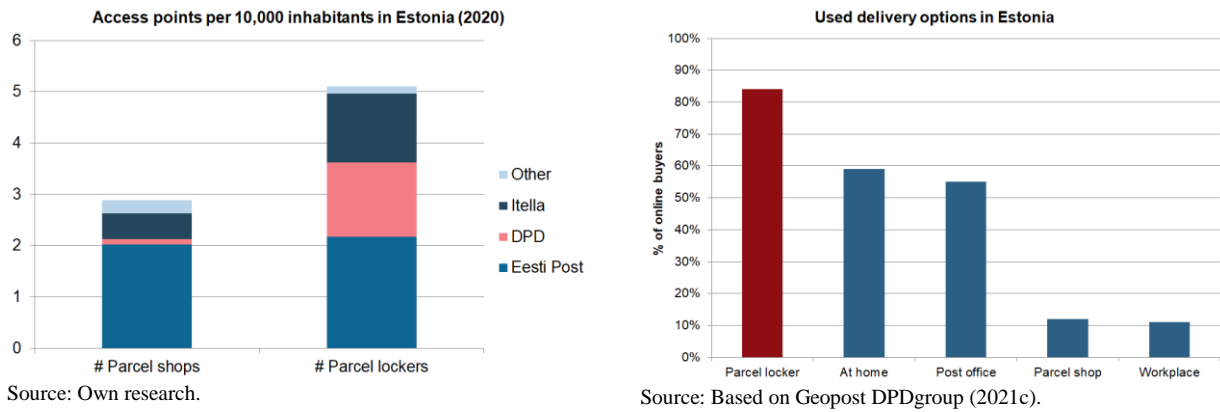 Access points per 10,000 inhabitants in Estonia (2020)
6
5
4
3
2
1
0
# Parcel shops
# Parcel lockers
Other
Itella
DPD
Eesti Post
Source: Own research.
Used delivery options in Estonia
% of online buyers
100%
90%
80%
70%
60%
50%
40%
30%
20%
10%
0%
Parcel locker
At home
Post office
Parcel shop
Workplace
Source: Based on Geopost DPDgroup (2021c).